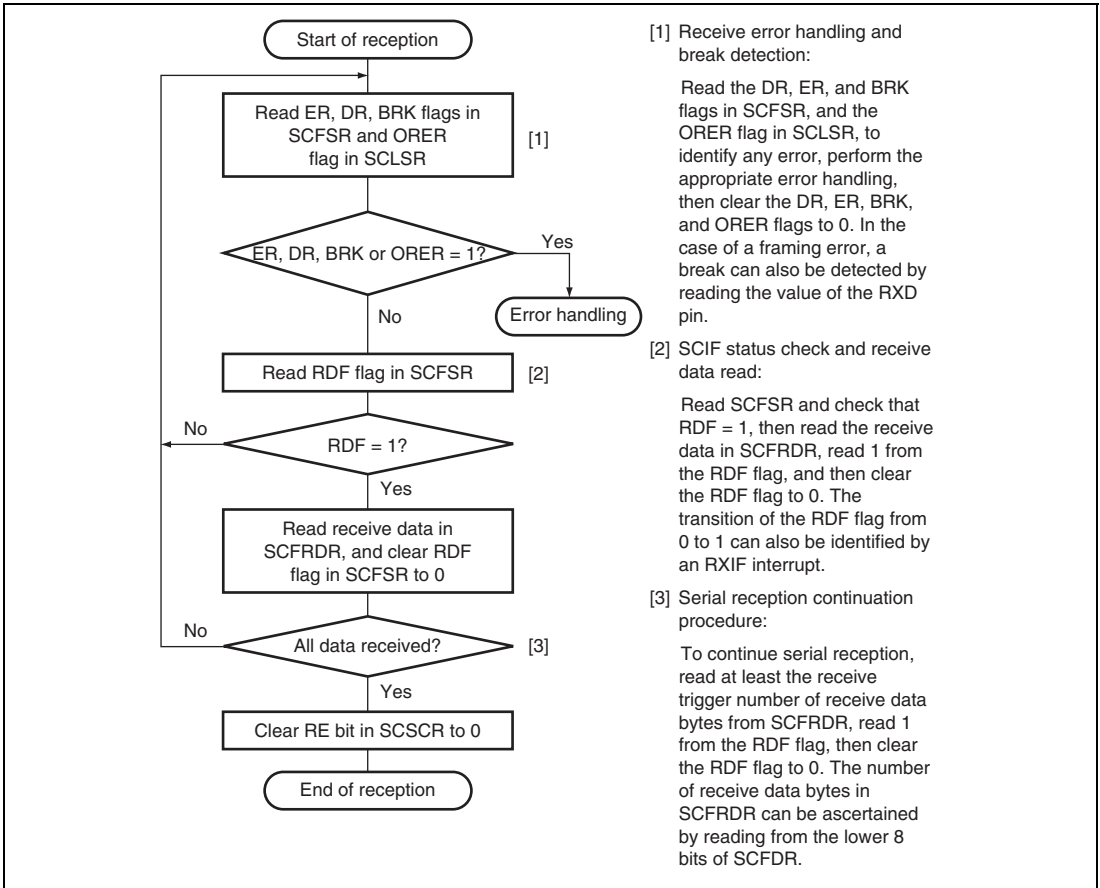 Start of reception
Read ER, DR, BRK flags in
SCFSR and ORER
flag in SCLSR
[1]
ER, DR, BRK or ORER = 1?
Yes
Error handling
No
Read RDF flag in SCFSR
[2]
No
RDF = 1?
Yes
Read receive data in
SCFRDR, and clear RDF
flag in SCFSR to 0
No
All data received?
[3]
Yes
Clear RE bit in SCSCR to 0
End of reception
[1] Receive error handling and
break detection:
Read the DR, ER, and BRK
flags in SCFSR, and the
ORER flag in SCLSR, to
identify any error, perform the
appropriate error handling,
then clear the DR, ER, BRK,
and ORER flags to 0. In the
case of a framing error, a
break can also be detected by
reading the value of the RXD
pin.
[2] SCIF status check and receive
data read:
Read SCFSR and check that
RDF = 1, then read the receive
data in SCFRDR, read 1 from
the RDF flag, and then clear
the RDF flag to 0. The
transition of the RDF flag from
0 to 1 can also be identified by
an RXIF interrupt.
[3] Serial reception continuation
procedure:
To continue serial reception,
read at least the receive
trigger number of receive data
bytes from SCFRDR, read 1
from the RDF flag, then clear
the RDF flag to 0. The number
of receive data bytes in
SCFRDR can be ascertained
by reading from the lower 8
bits of SCFDR.